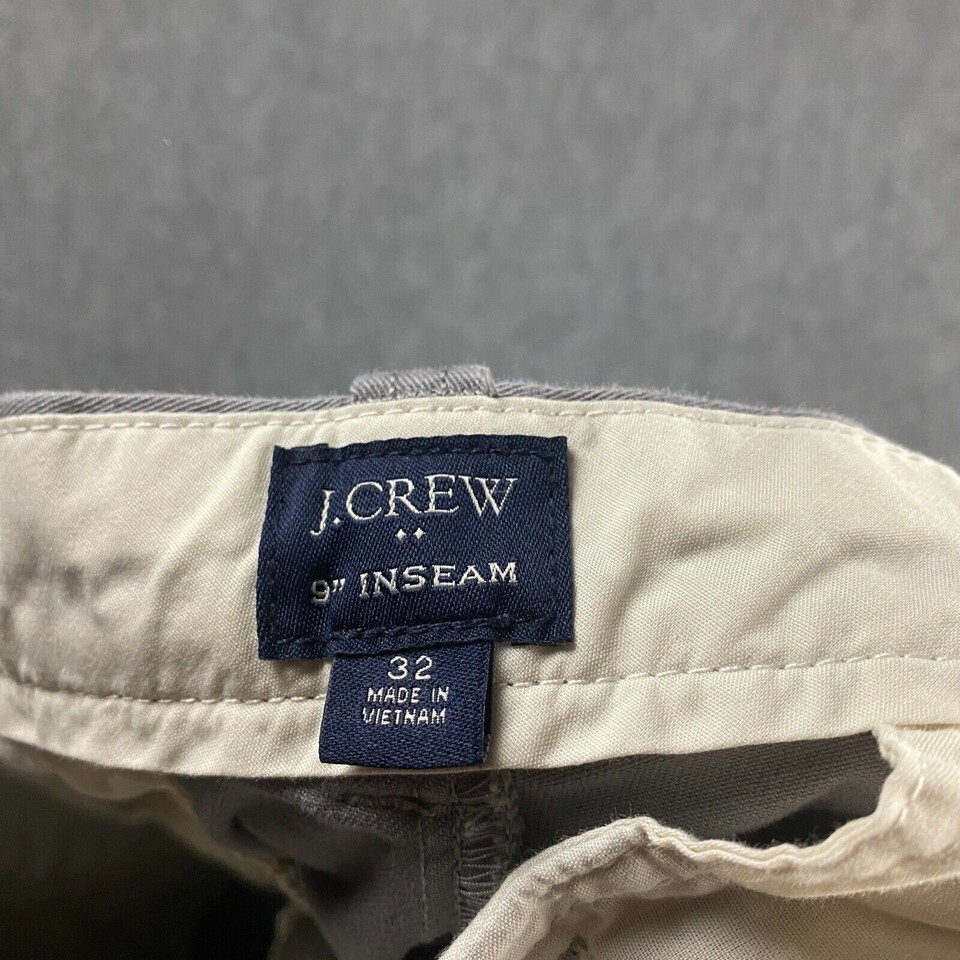 J.CREW
9" INSEAM
32
MADE IN
VIETNAM